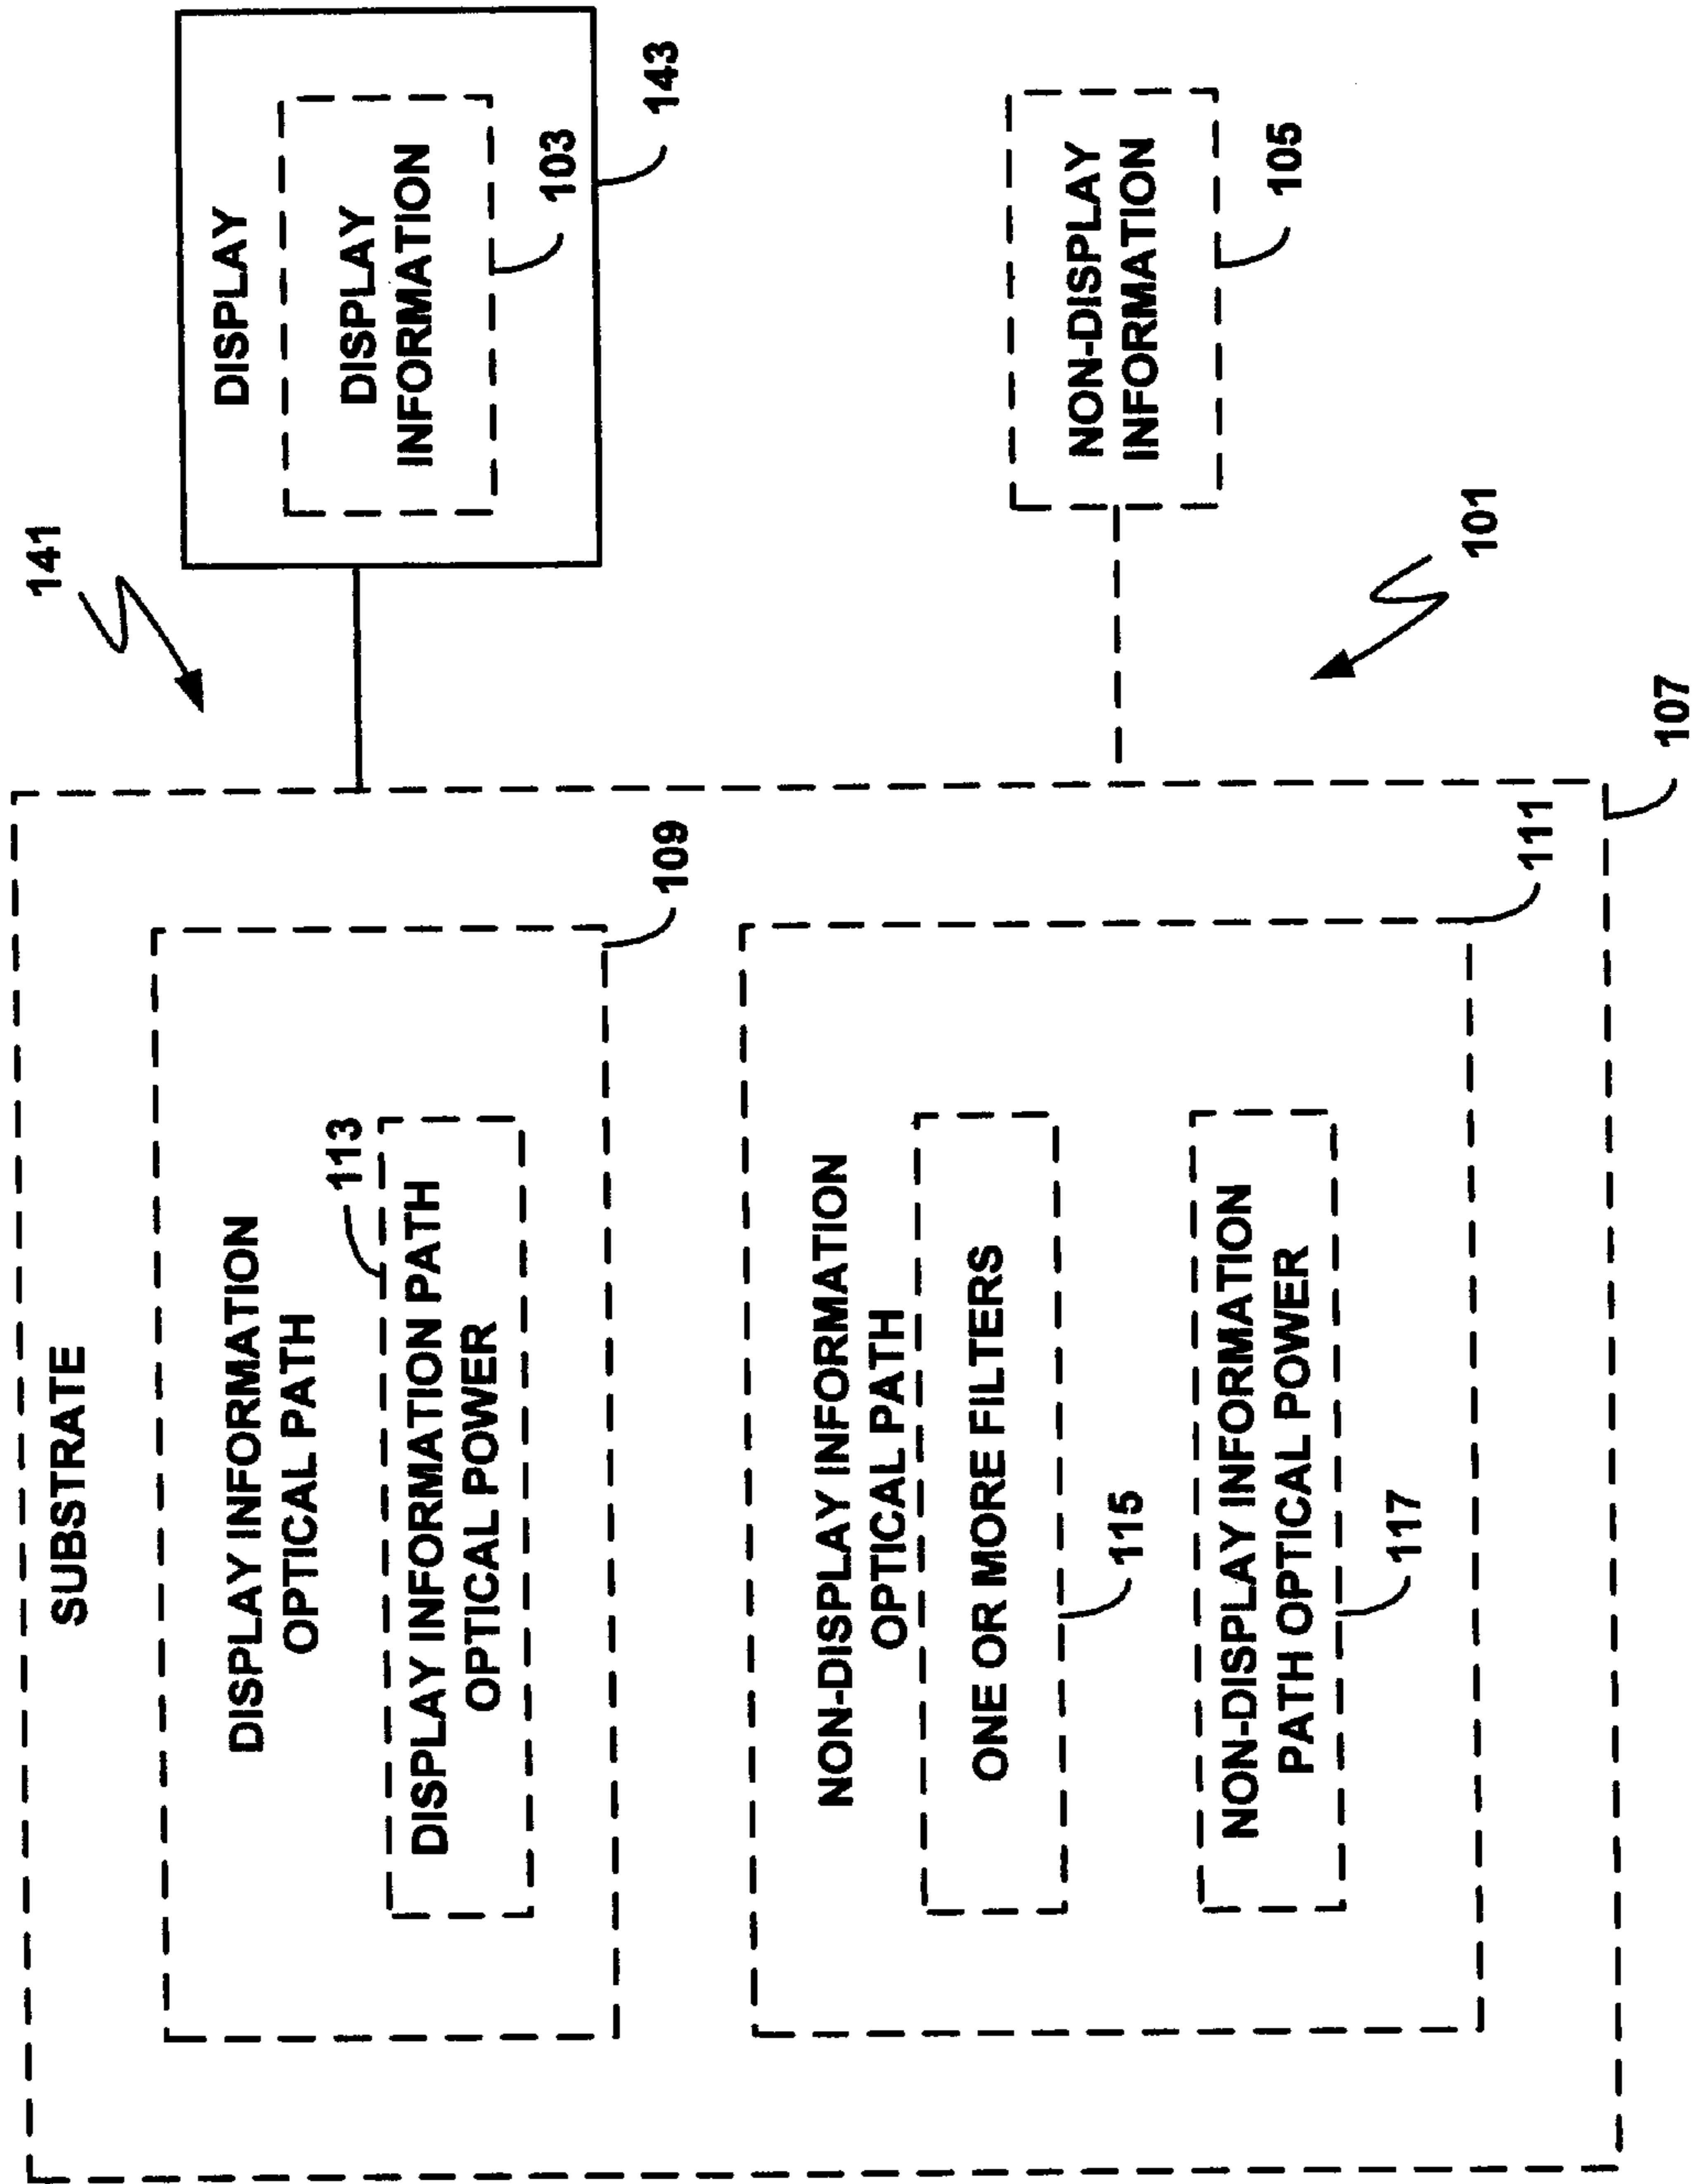 SUBSTRATE
DISPLAY INFORMATION
OPTICAL PATH
113
DISPLAY INFORMATION PATH
OPTICAL POWER
109
NON-DISPLAY INFORMATION
OPTICAL PATH
ONE OR MORE FILTERS
115
NON-DISPLAY INFORMATION
PATH OPTICAL POWER
117
111
107
141
DISPLAY
DISPLAY
INFORMATION
103
143
NON-DISPLAY
INFORMATION
105
101